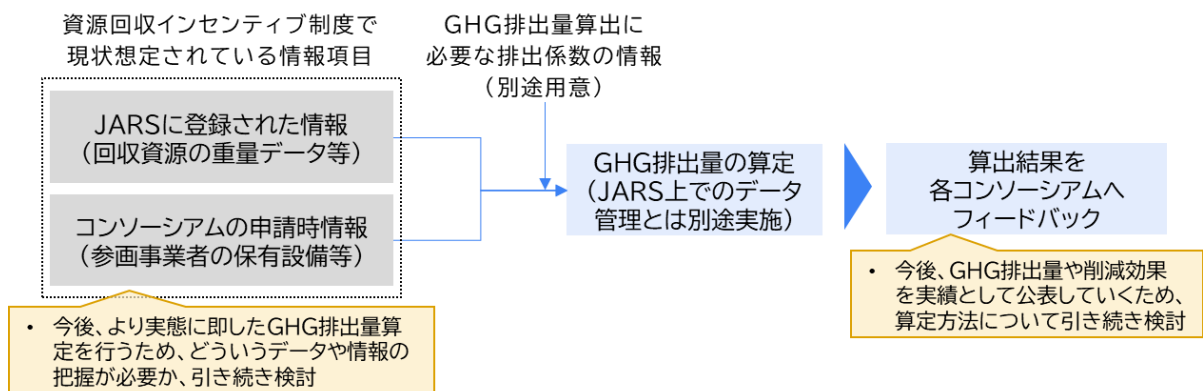 資源回収インセンティブ制度で
現状想定されている情報項目
GHG排出量算出に
必要な排出係数の情報
（別途用意）
JARSに登録された情報
（回収資源の重量データ等）
コンソーシアムの申請時情報
（参画事業者の保有設備等）
GHG排出量の算定
（JARS上でのデータ
管理とは別途実施）
算出結果を
各コンソーシアムへ
フィードバック
• 今後、より実態に即したGHG排出量算
定を行うため、どういうデータや情報の
把握が必要か、引き続き検討
• 今後、GHG排出量や削減効果
を実績として公表していくため、
算定方法について引き続き検討